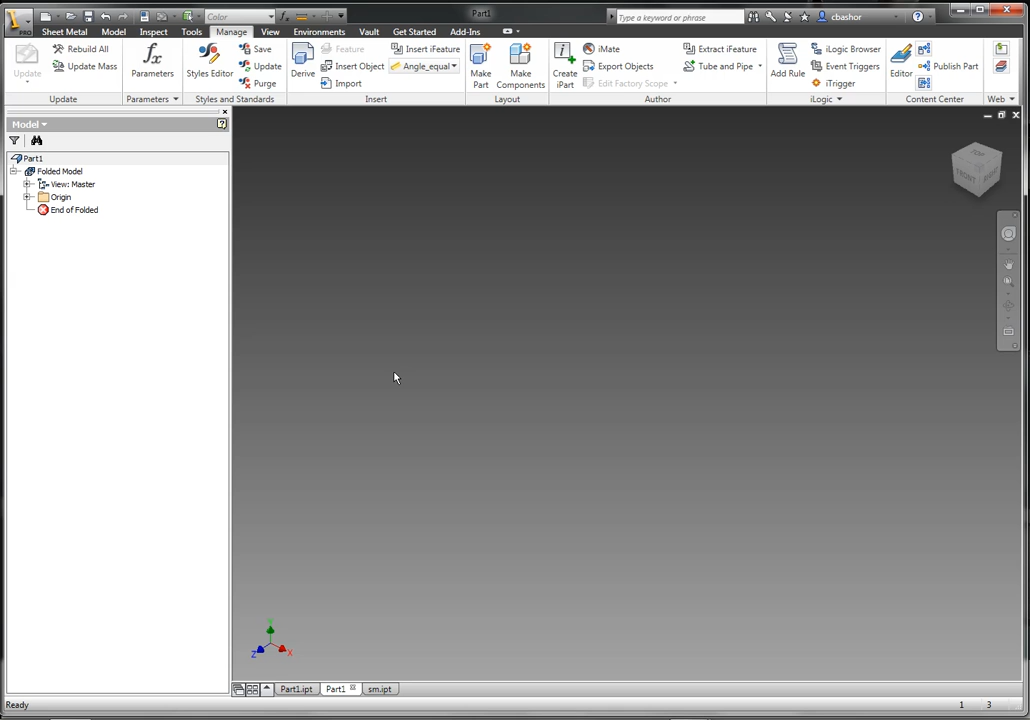 Part1
Color
Type a keyword or phrase
cbashor
PRO
Sheet Metal Model Inspect Tools Manage View Environments Vault Get Started Add-Ins
Update
Rebuild All
Update Mass
Update
Parameters
Parameters
Styles Editor
Save
Update
Purge
Styles and Standards
Derive
Feature
Insert Object
Import
Insert iFeature
Angle_equal
Insert
Make Part
Make Components
Layout
Create iPart
iMate
Export Objects
Edit Factory Scope
Extract iFeature
Tube and Pipe
Author
Add Rule
iLogic Browser
Event Triggers
iTrigger
iLogic
Editor
Publish Part
Content Center
Web
Model
Part1
Folded Model
View: Master
Origin
End of Folded
TOP
FRONT
RIGHT
Y
Z
X
Part1.ipt Part1 sm.ipt
Ready
1 3